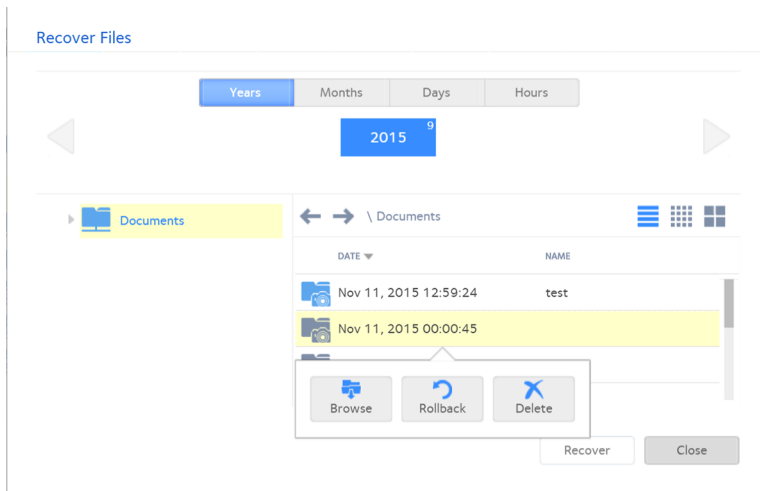 Recover Files
Years Months Days Hours
2015 9
Documents
\ Documents
DATE NAME
Nov 11, 2015 12:59:24 test
Nov 11, 2015 00:00:45
Browse Rollback Delete
Recover Close